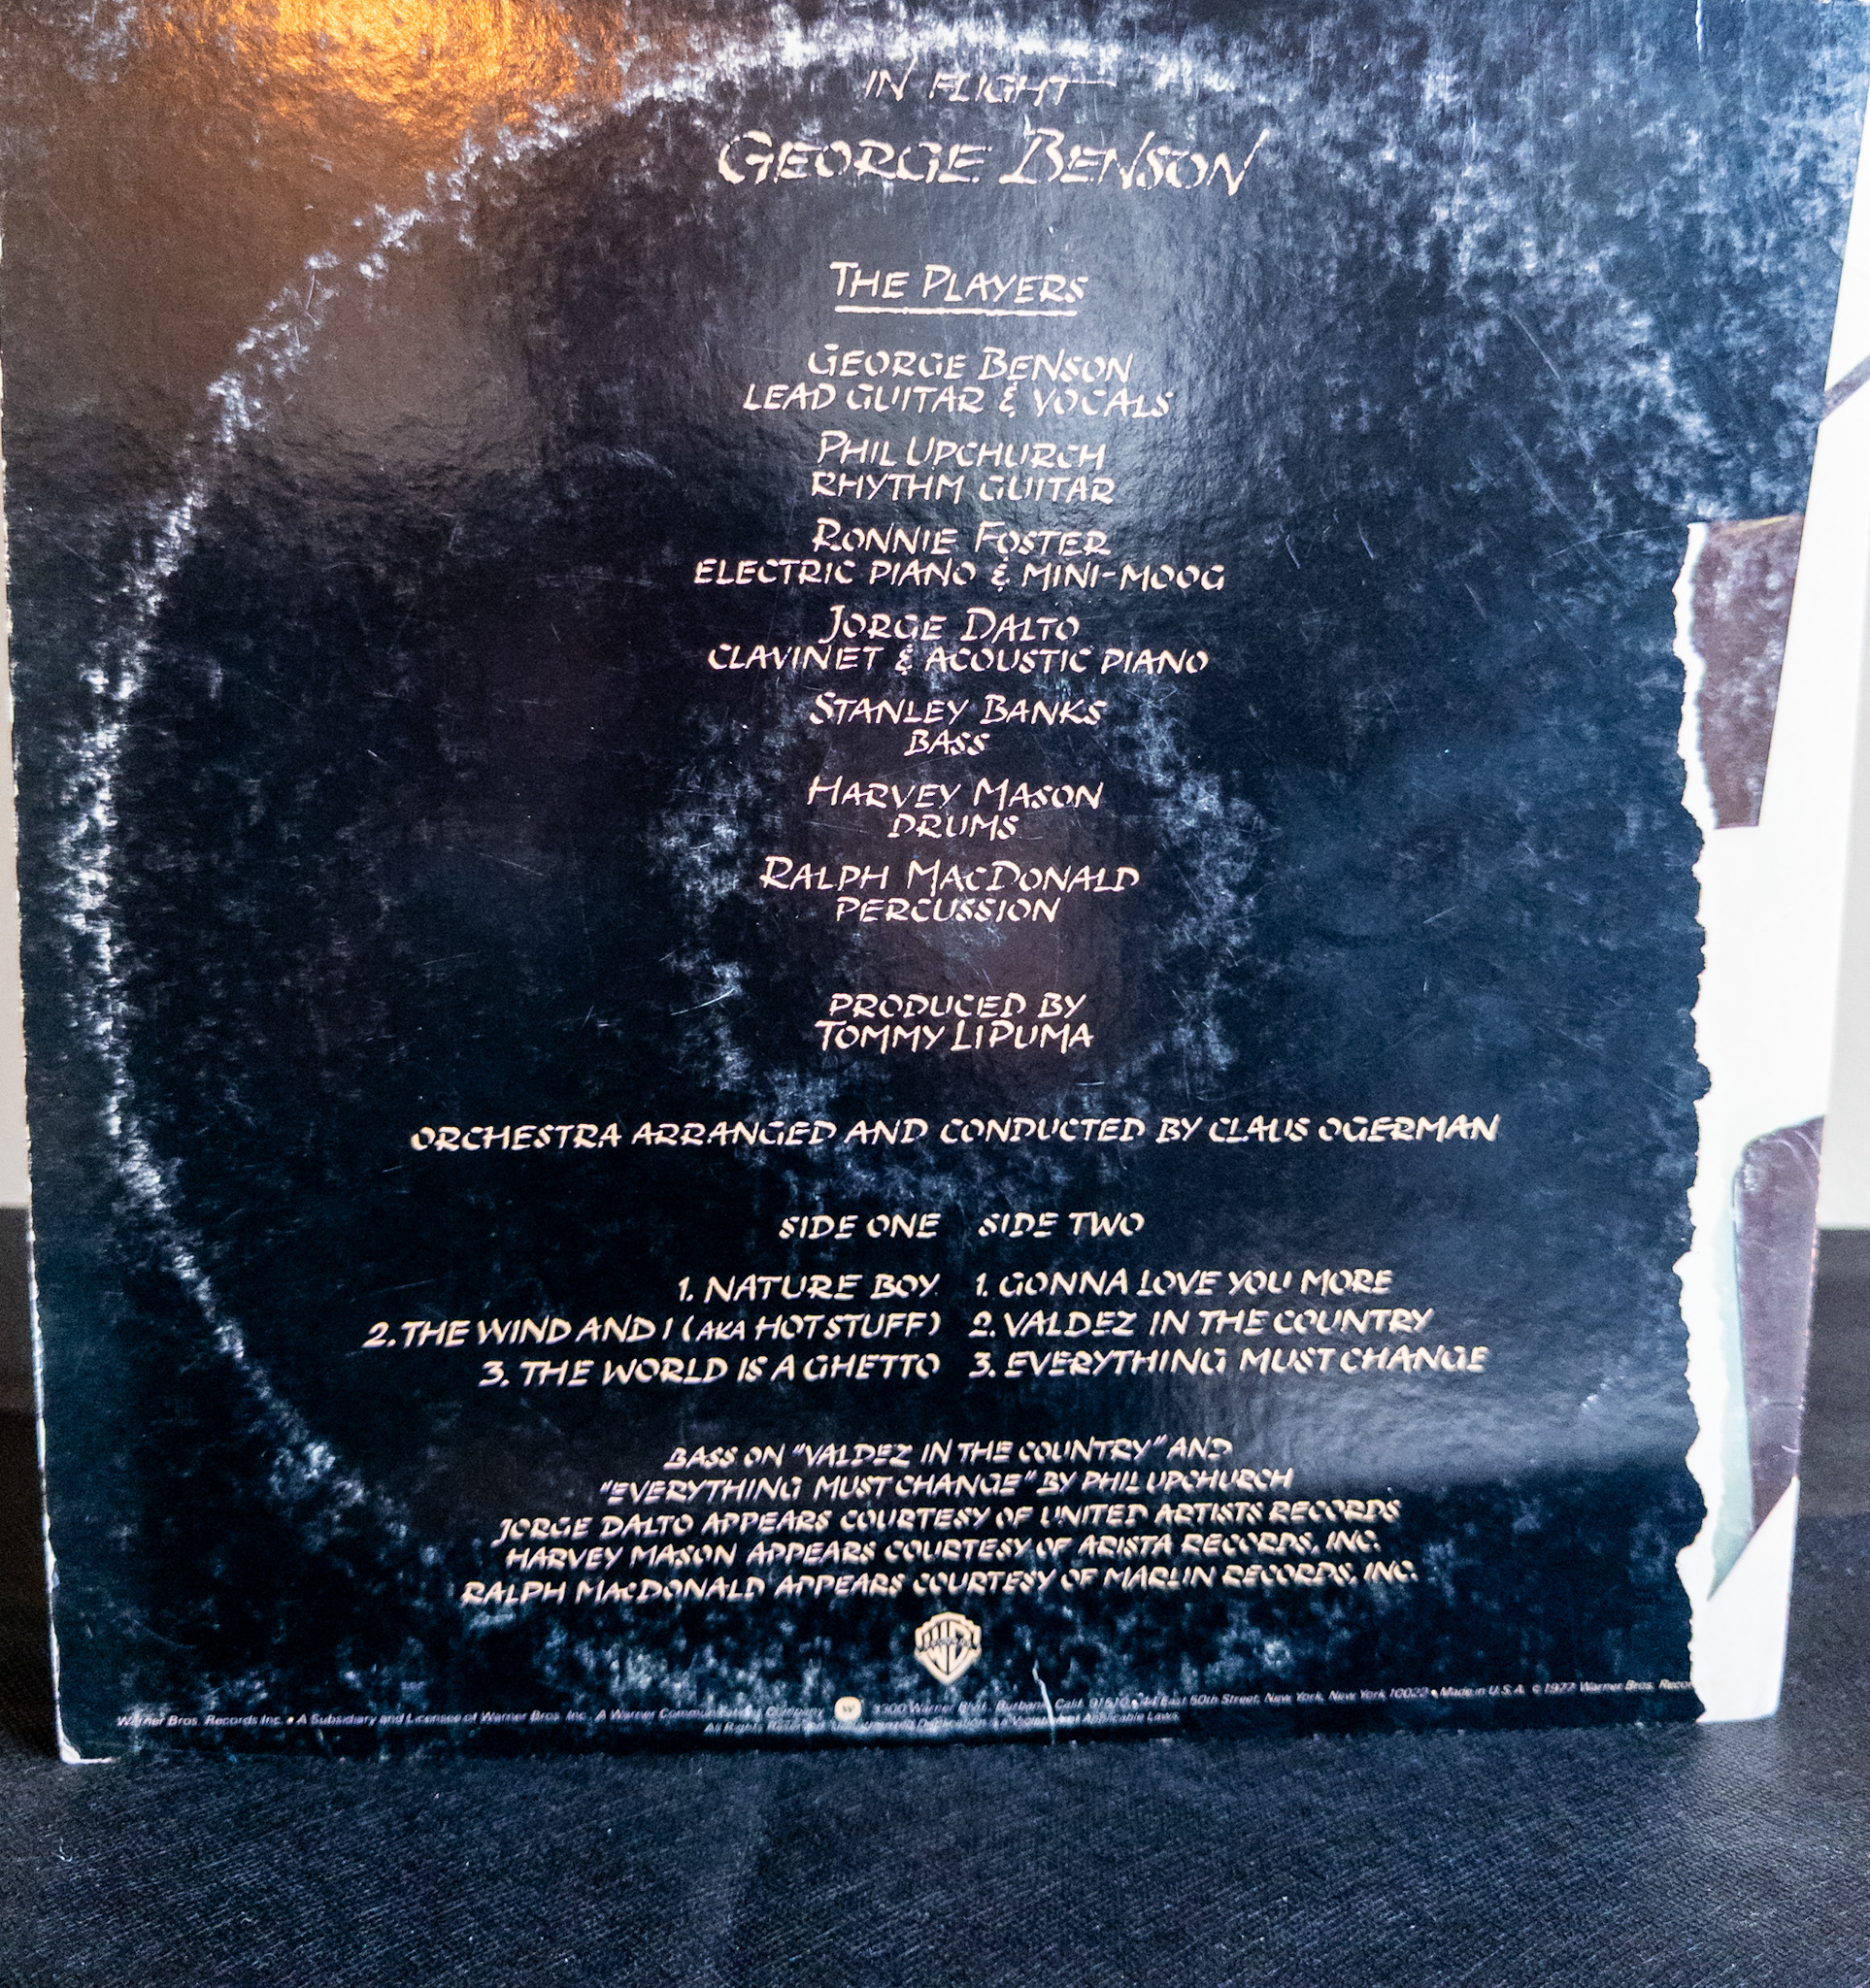 IN FLIGHT
GEORGE BENSON
THE PLAYERS
GEORGE BENSON
LEAD GUITAR & VOCALS
PHIL UPCHURCH
RHYTHM GUITAR
RONNIE FOSTER
ELECTRIC PIANO & MINI-MOOG
JORGE DALTO
CLAVINET & ACOUSTIC PIANO
STANLEY BANKS
BASS
HARVEY MASON
DRUMS
RALPH MACDONALD
PERCUSSION
PRODUCED BY
TOMMY LIPUMA
ORCHESTRA ARRANGED AND CONDUCTED BY CLAUS OGERMAN
SIDE ONE
1. NATURE BOY
2. THE WIND AND I (AKA HOT STUFF)
3. THE WORLD IS A GHETTO
SIDE TWO
1. GONNA LOVE YOU MORE
2. VALDEZ IN THE COUNTRY
3. EVERYTHING MUST CHANGE
BASS ON "VALDEZ IN THE COUNTRY" AND
"EVERYTHING MUST CHANGE" BY PHIL UPCHURCH
JORGE DALTO APPEARS COURTESY OF UNITED ARTISTS RECORDS
HARVEY MASON APPEARS COURTESY OF ARISTA RECORDS, INC.
RALPH MACDONALD APPEARS COURTESY OF MARLIN RECORDS, INC.
Warner Bros. Records Inc. • A Subsidiary and Licensee of Warner Bros. Inc., A Warner Communications Company W 3300 Warner Blvd., Burbank, Calif. 91510 • 44 East 50th Street, New York, New York 10022 • Made in U.S.A. © 1977 Warner Bros.
All Rights Unauthorized Duplication Applicable Laws.